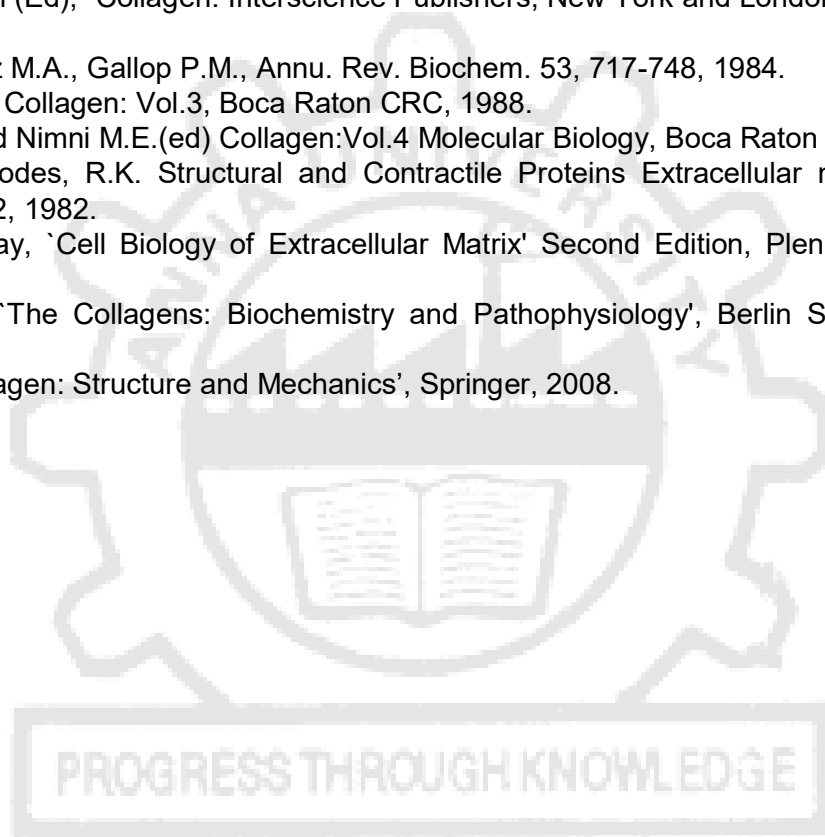 (Ed), `Collagen: Interscience Publishers, New York and London
z M.A., Gallop P.M., Annu. Rev. Biochem. 53, 717-748, 1984.
Collagen: Vol.3, Boca Raton CRC, 1988.
d Nimni M.E.(ed) Collagen:Vol.4 Molecular Biology, Boca Raton
odes, R.K. Structural and Contractile Proteins Extracellular
2, 1982.
ay, `Cell Biology of Extracellular Matrix' Second Edition, Plen
`The Collagens: Biochemistry and Pathophysiology', Berlin S
agen: Structure and Mechanics’, Springer, 2008.
UNIVERSITY
PROGRESS THROUGH KNOWLEDGE